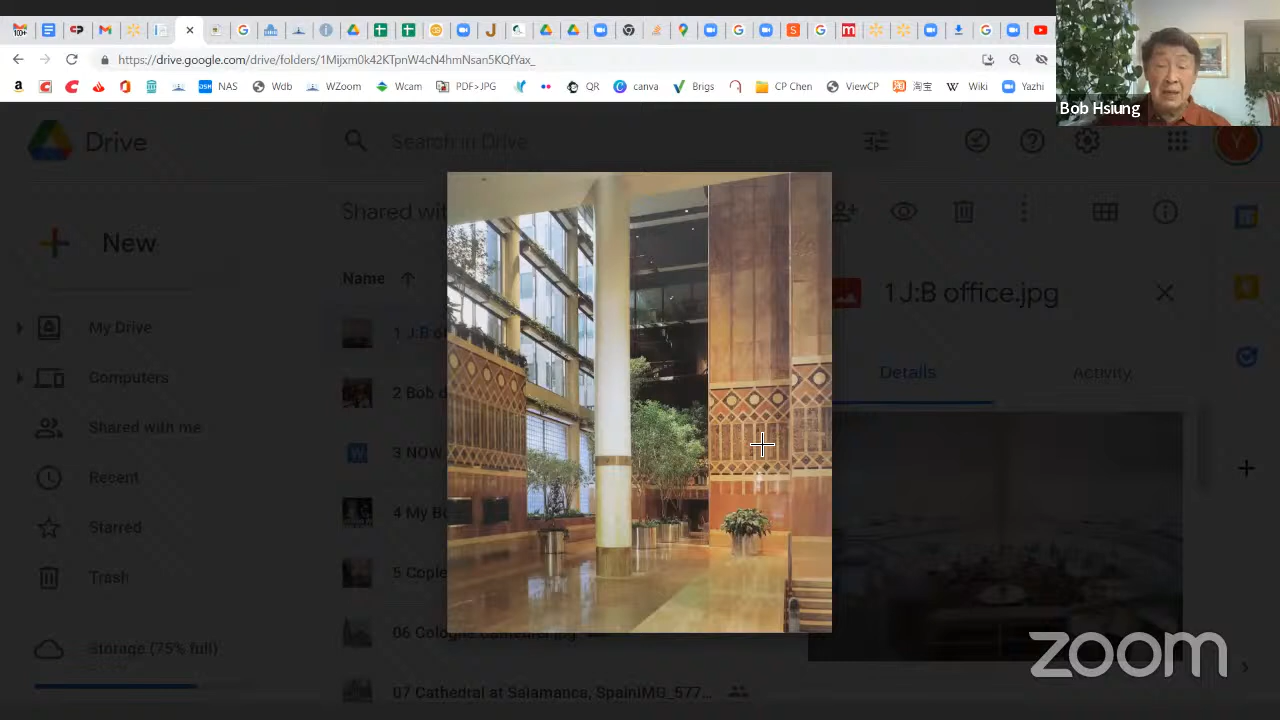 100+
https://drive.google.com/drive/folders/1Mijxm0k42KTpnW4cN4hmNsan5KQfYax_
NAS Wdb WZoom Wcam PDF>JPG QR canva Brigs CP Chen ViewCP 淘宝 Wiki Yazhi
Bob Hsiung
Drive
Search in Drive
Y
New
Shared wit
Name
1 J:B office.jpg
My Drive
1 J:B o
Computers
Details
Activity
2 Bob d
Shared with me
3 NOW
Recent
4 My B
Starred
Trash
5 Copie
06 Cologne Cathedral.jpg
Storage (75% full)
07 Cathedral at Salamanca, SpainIMG_577...
zoom